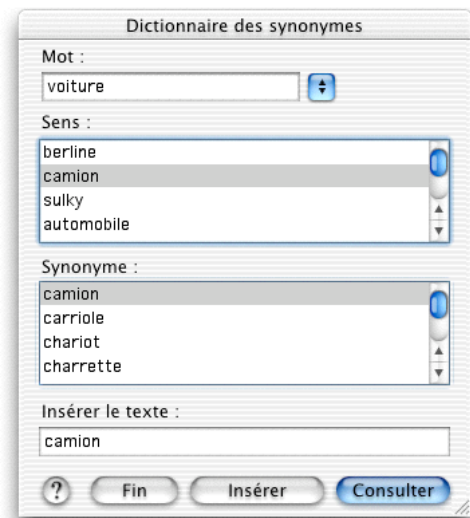 Dictionnaire des synonymes
Mot :
voiture
Sens :
berline
camion
sulky
automobile
Synonyme :
camion
carriole
chariot
charrette
Insérer le texte :
camion
? Fin Insérer Consulter